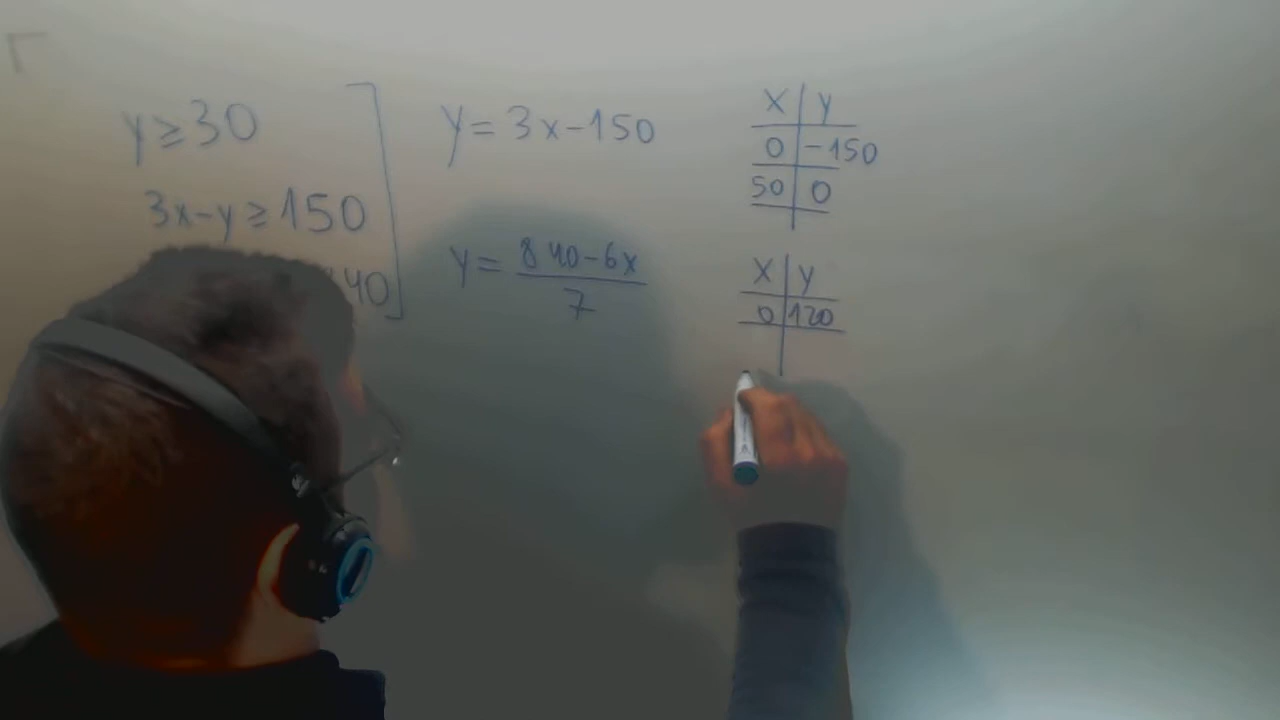 y ≥ 30
3x-y ≥ 150
40
y = 3x-150
y = 840-6x
7
x y
0 -150
50 0
x y
0 120